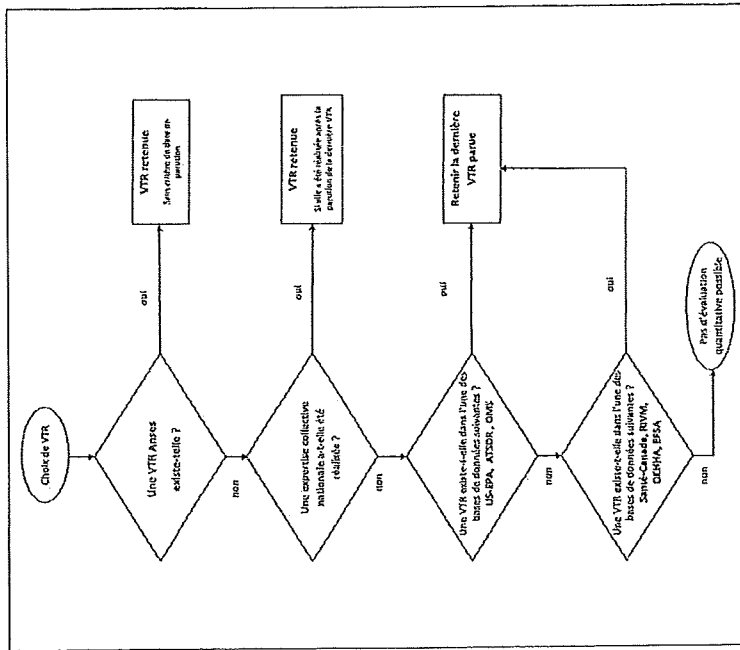 Choix de VTR
Une VTR Anses
existe-t-elle ?
oui
VTR retenue
Sans critère de date de
parution
non
Une expertise collective
nationale a-t-elle été
réalisée ?
oui
VTR retenue
Si elle a été réalisée après la
parution de la dernière VTR
non
Une VTR existe-t-elle dans l'une des
bases de données suivantes ?
US-EPA, ATSDR, OMS
oui
Retenir la dernière
VTR parue
non
Une VTR existe-t-elle dans l'une des
bases de données suivantes ?
Santé-Canada, RIVM,
OEHHA, EFSA
oui
non
Pas d'évaluation
quantitative possible